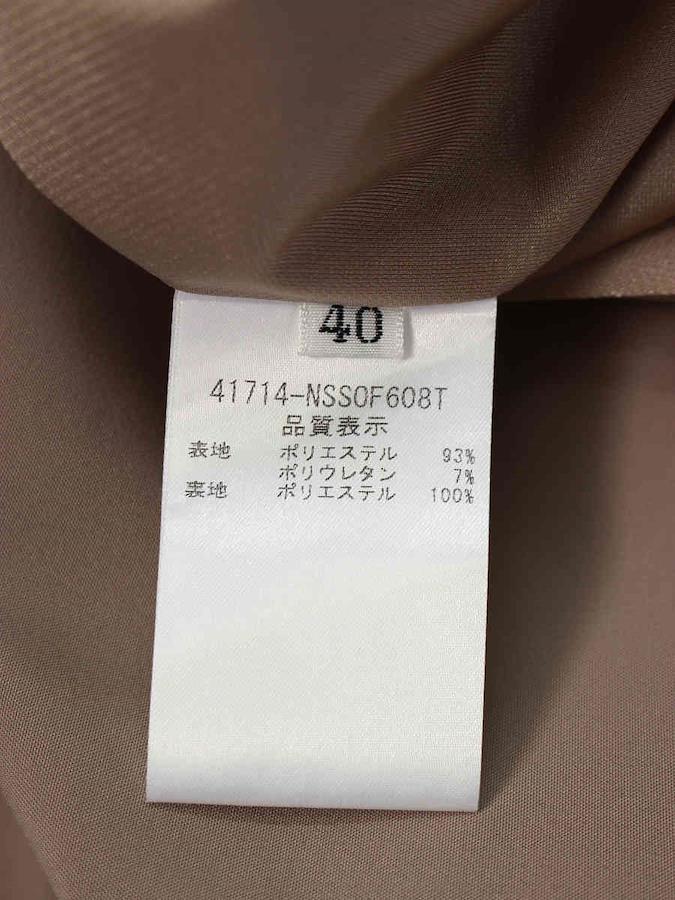 40
41714-NSSOF608T
品質表示
表地 ポリエステル 93%
ポリウレタン 7%
裏地 ポリエステル 100%